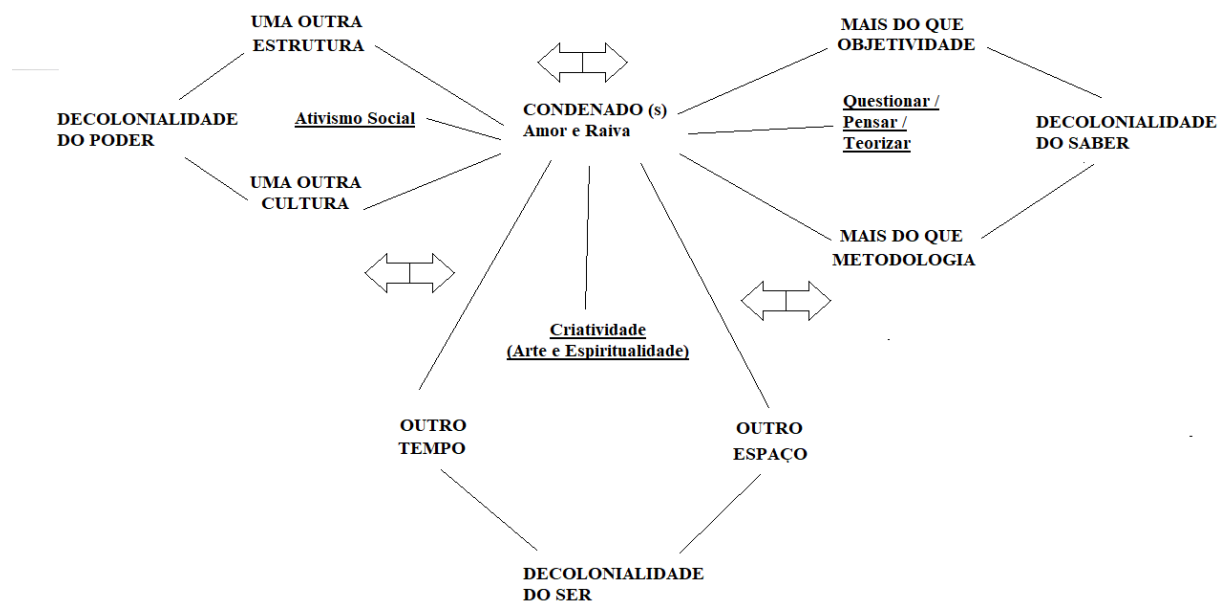 UMA OUTRA
ESTRUTURA
MAIS DO QUE
OBJETIVIDADE
DECOLONIALIDADE
DO PODER
Ativismo Social
CONDENADO (s)
Amor e Raiva
Questionar /
Pensar /
Teorizar
DECOLONIALIDADE
DO SABER
UMA OUTRA
CULTURA
MAIS DO QUE
METODOLOGIA
Criatividade
(Arte e Espiritualidade)
OUTRO
TEMPO
OUTRO
ESPAÇO
DECOLONIALIDADE
DO SER